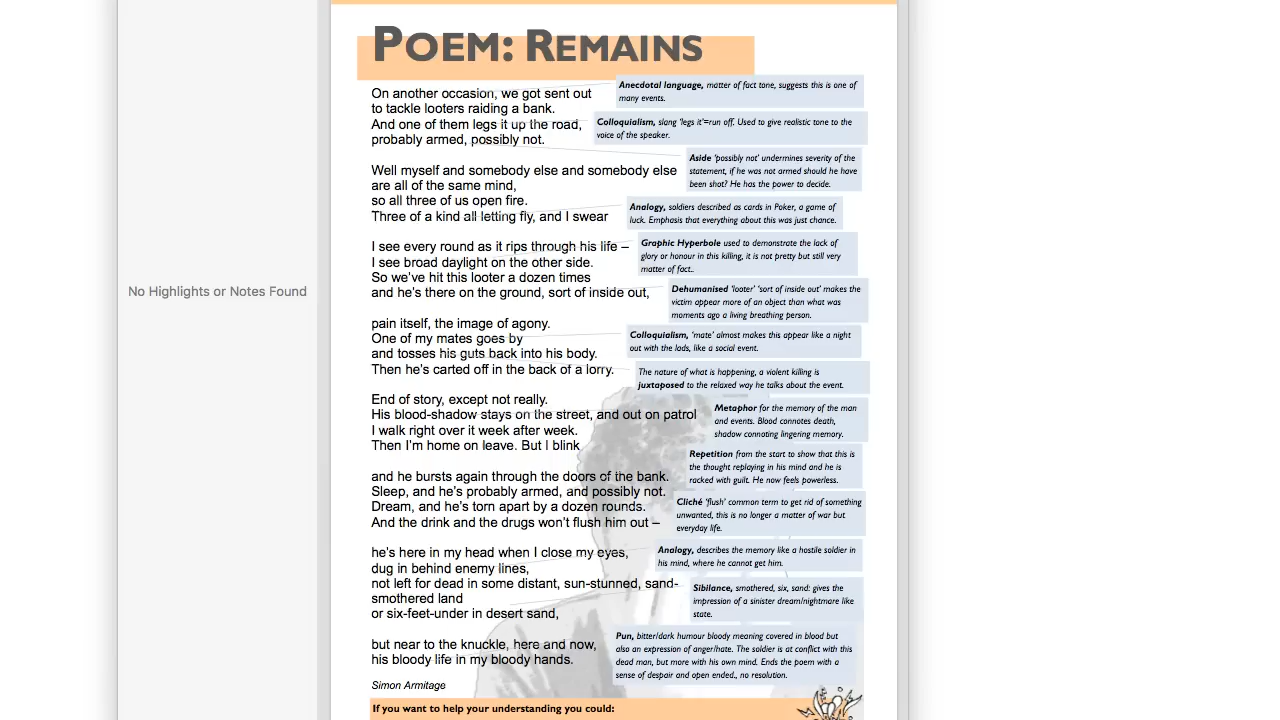 POEM: REMAINS
On another occasion, we got sent out
to tackle looters raiding a bank.
And one of them legs it up the road,
probably armed, possibly not.
Anecdotal language, matter of fact tone, suggests this is one of
many events.
Colloquialism, slang 'legs it'=run off. Used to give realistic tone to the
voice of the speaker.
Aside 'possibly not' undermines severity of the
statement, if he was not armed should he have
been shot? He has the power to decide.
Well myself and somebody else and somebody else
are all of the same mind,
so all three of us open fire.
Three of a kind all letting fly, and I swear
Analogy, soldiers described as cards in Poker, a game of
luck. Emphasis that everything about this was just chance.
I see every round as it rips through his life –
I see broad daylight on the other side.
So we've hit this looter a dozen times
and he's there on the ground, sort of inside out,
Graphic Hyperbole used to demonstrate the lack of
glory or honour in this killing, it is not pretty but still very
matter of fact..
Dehumanised 'looter' 'sort of inside out' makes the
victim appear more of an object than what was
moments ago a living breathing person.
No Highlights or Notes Found
pain itself, the image of agony.
One of my mates goes by
and tosses his guts back into his body.
Then he's carted off in the back of a lorry.
Colloquialism, 'mate' almost makes this appear like a night
out with the lads, like a social event.
The nature of what is happening, a violent killing is
juxtaposed to the relaxed way he talks about the event.
End of story, except not really.
His blood-shadow stays on the street, and out on patrol
I walk right over it week after week.
Then I'm home on leave. But I blink
Metaphor for the memory of the man
and events. Blood connotes death,
shadow connoting lingering memory.
Repetition from the start to show that this is
the thought replaying in his mind and he is
racked with guilt. He now feels powerless.
and he bursts again through the doors of the bank.
Sleep, and he's probably armed, and possibly not.
Dream, and he's torn apart by a dozen rounds.
And the drink and the drugs won't flush him out –
Cliché 'flush' common term to get rid of something
unwanted, this is no longer a matter of war but
everyday life.
he's here in my head when I close my eyes,
dug in behind enemy lines,
not left for dead in some distant, sun-stunned, sand-
smothered land
or six-feet-under in desert sand,
Analogy, describes the memory like a hostile soldier in
his mind, where he cannot get him.
Sibilance, smothered, six, sand: gives the
impression of a sinister dream/nightmare like
state.
but near to the knuckle, here and now,
his bloody life in my bloody hands.
Pun, bitter/dark humour bloody meaning covered in blood but
also an expression of anger/hate. The soldier is at conflict with this
dead man, but more with his own mind. Ends the poem with a
sense of despair and open ended., no resolution.
Simon Armitage
If you want to help your understanding you could: